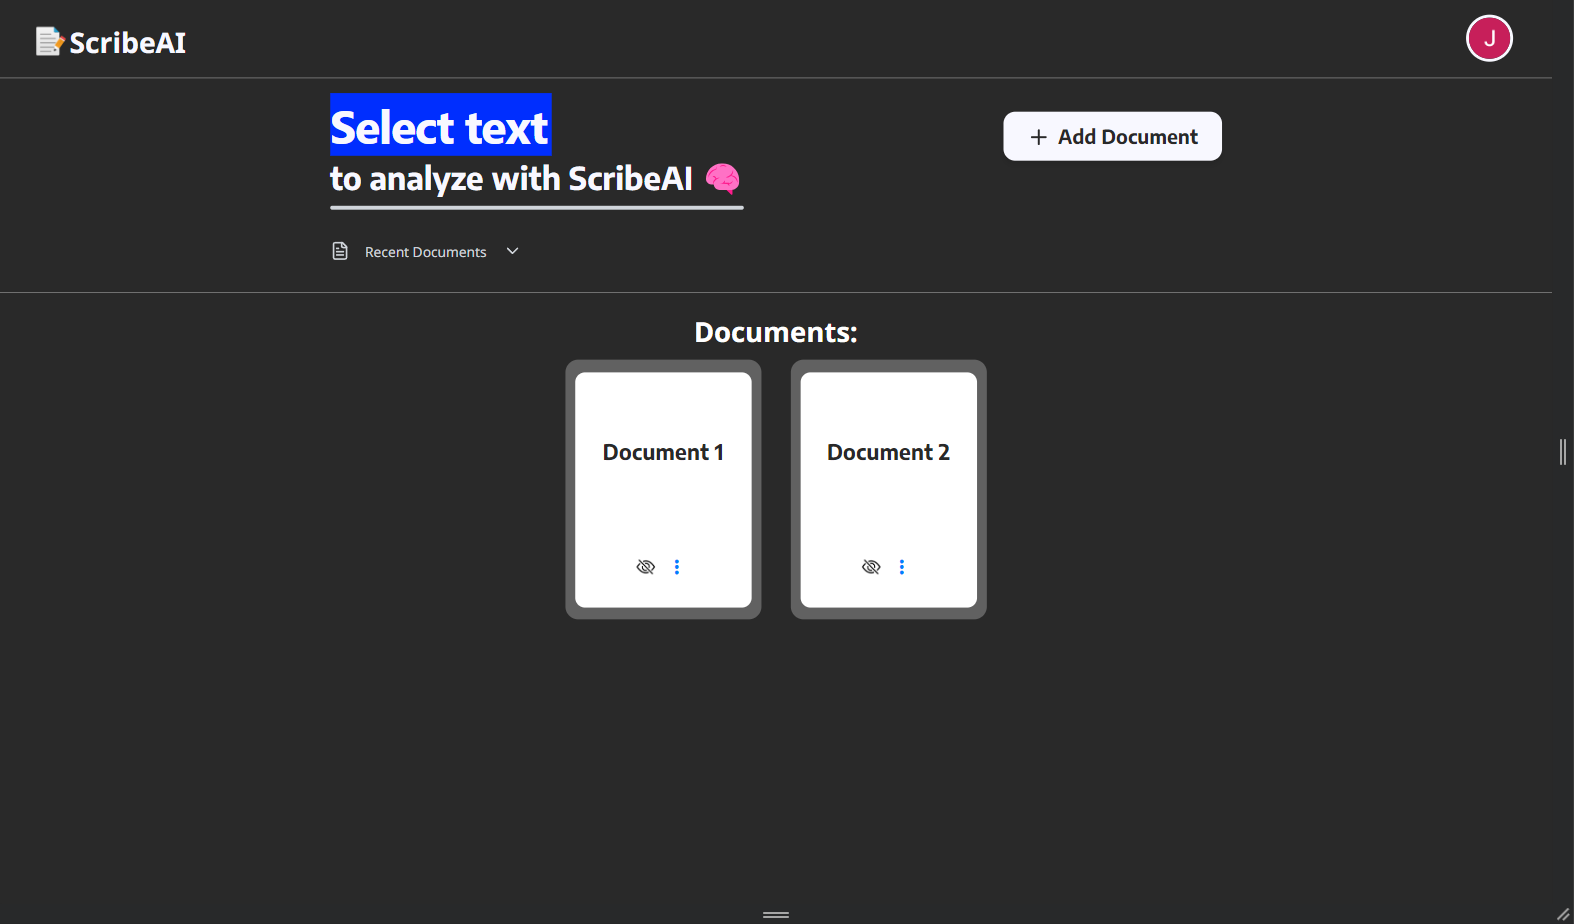 ScribeAI
J
Select text
to analyze with ScribeAI
+ Add Document
Recent Documents
Documents:
Document 1
Document 2